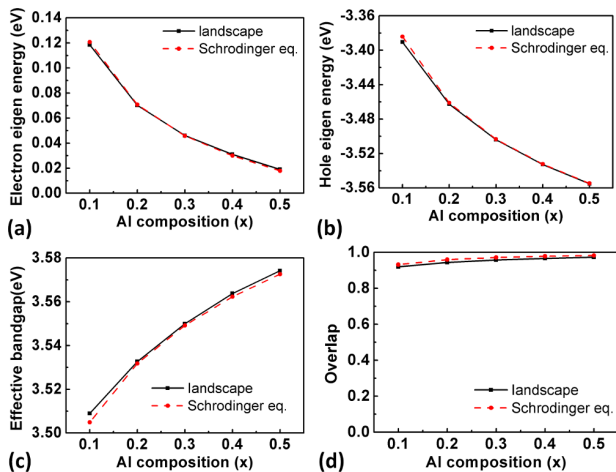 0.14
0.12
0.10
0.08
0.06
0.04
0.02
0.00
Electron eigen energy (eV)
landscape
Schrodinger eq.
0.1 0.2 0.3 0.4 0.5
Al composition (x)
(a)
-3.36
-3.40
-3.44
-3.48
-3.52
-3.56
Hole eigen energy (eV)
landscape
Schrodinger eq.
0.1 0.2 0.3 0.4 0.5
Al composition (x)
(b)
3.58
3.56
3.54
3.52
3.50
Effective bandgap(eV)
landscape
Schrodinger eq.
0.1 0.2 0.3 0.4 0.5
Al composition (x)
(c)
1.0
0.8
0.6
0.4
0.2
0.0
Overlap
landscape
Schrodinger eq.
0.1 0.2 0.3 0.4 0.5
Al composition (x)
(d)